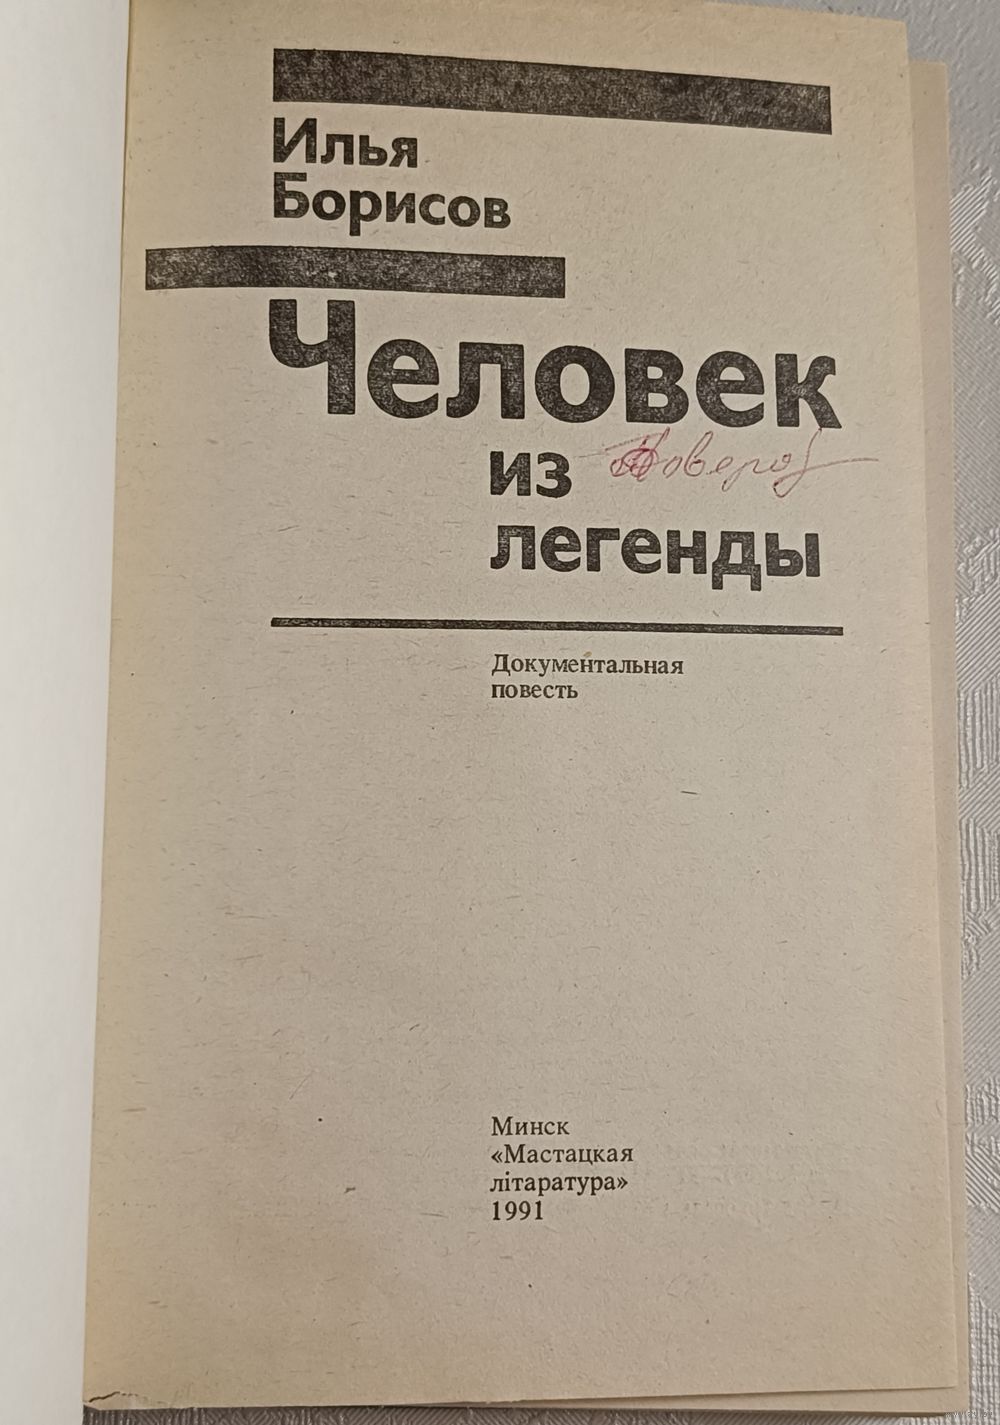 Илья
Борисов
Человек
из
легенды
Документальная
повесть
Минск
«Мастацкая
літаратура»
1991